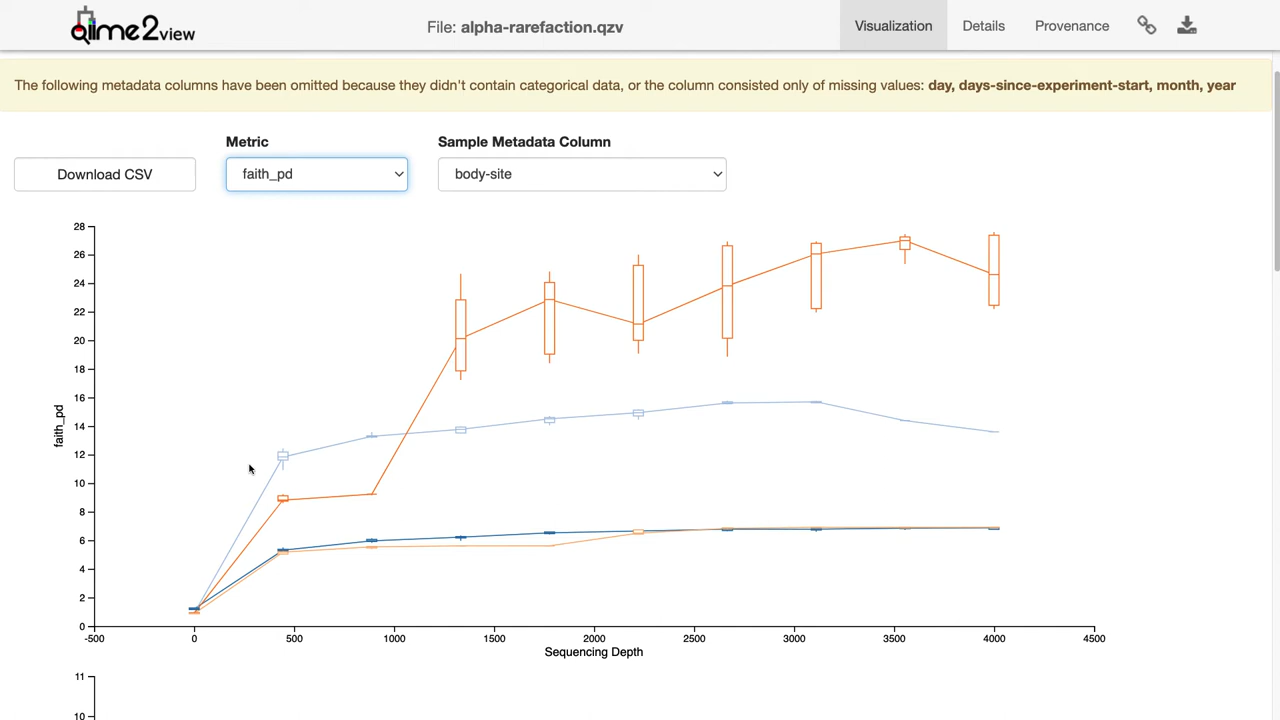 qiime2view
File: alpha-rarefaction.qzv
Visualization
Details
Provenance
The following metadata columns have been omitted because they didn't contain categorical data, or the column consisted only of missing values: day, days-since-experiment-start, month, year
Metric
Sample Metadata Column
Download CSV
faith_pd
body-site
28
26
24
22
20
18
16
14
12
10
8
6
4
2
0
faith_pd
-500
0
500
1000
1500
2000
2500
3000
3500
4000
4500
Sequencing Depth
11
10